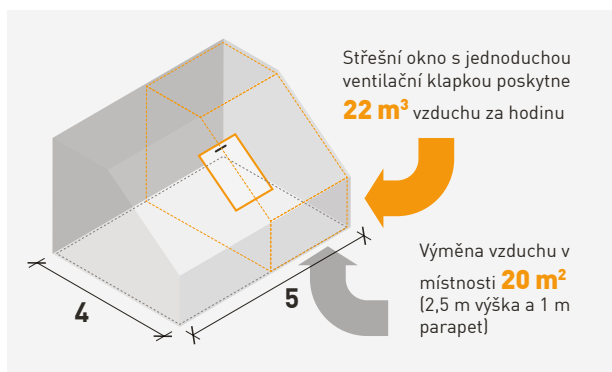 Střešní okno s jednoduchou
ventilační klapkou poskytne
22 m³ vzduchu za hodinu
Výměna vzduchu v
místnosti 20 m²
(2,5 m výška a 1 m
parapet)
4
5